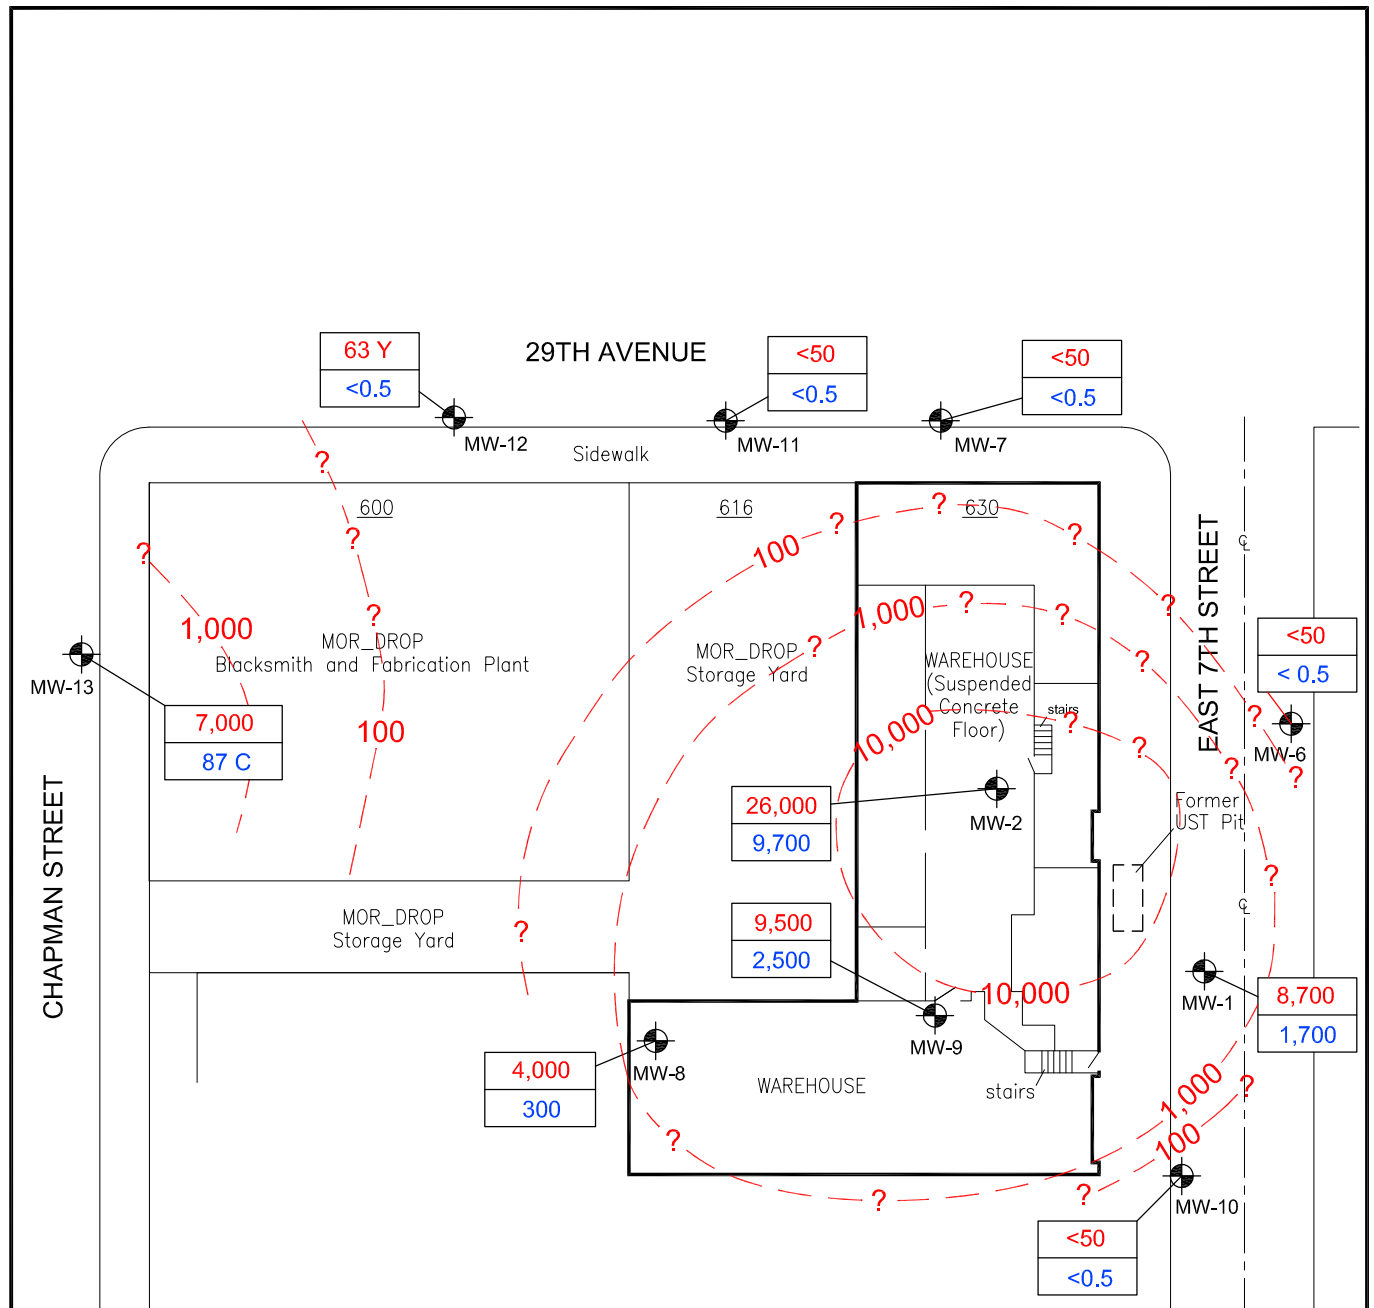 29TH AVENUE
63 Y
<0.5
MW-12
<50
<0.5
MW-11
<50
<0.5
MW-7
Sidewalk
600
616
630
?
?
?
?
?
?
?
100
?
?
1,000
?
1,000
?
?
?
?
EAST 7TH STREET
℄
<50
< 0.5
MW-6
MOR_DROP
Blacksmith and Fabrication Plant
MOR_DROP
Storage Yard
WAREHOUSE
(Suspended
Concrete
Floor)
stairs
MW-13
7,000
87 C
100
10,000
?
?
?
?
?
26,000
9,700
MW-2
Former
UST Pit
CHAPMAN STREET
?
℄
MOR_DROP
Storage Yard
?
9,500
2,500
10,000
MW-9
MW-1
8,700
1,700
MW-8
4,000
300
WAREHOUSE
stairs
1,000
?
100
?
?
?
MW-10
<50
<0.5